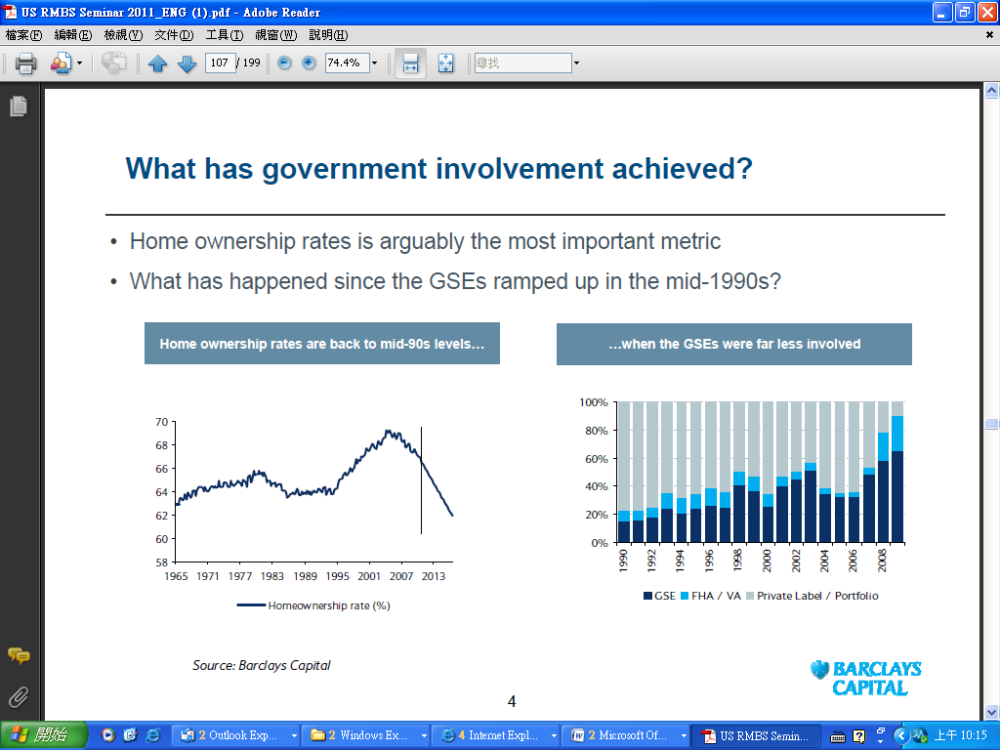 US RMBS Seminar 2011_ENG (1).pdf - Adobe Reader
檔案(F) 編輯(E) 檢視(V) 文件(D) 工具(T) 視窗(W) 說明(H)
107 / 199 74.4% 尋找
What has government involvement achieved?
• Home ownership rates is arguably the most important metric
• What has happened since the GSEs ramped up in the mid-1990s?
Home ownership rates are back to mid-90s levels…
70
68
66
64
62
60
58
1965 1971 1977 1983 1989 1995 2001 2007 2013
Homeownership rate (%)
…when the GSEs were far less involved
100%
80%
60%
40%
20%
0%
1990 1992 1994 1996 1998 2000 2002 2004 2006 2008
GSE FHA / VA Private Label / Portfolio
Source: Barclays Capital
BARCLAYS
CAPITAL
4
開始 2 Outlook Exp... 2 Windows Ex... 4 Internet Expl... 2 Microsoft Of... US RMBS Semin... 上午 10:15